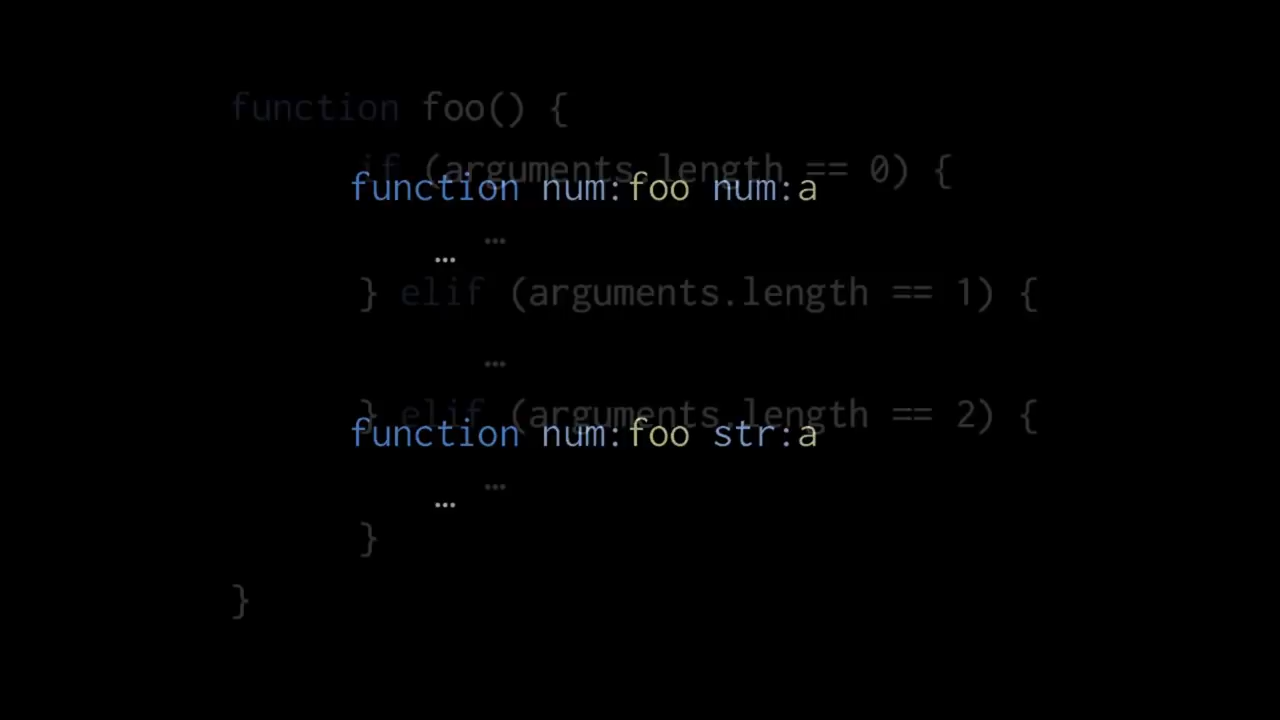 function foo() {
if (arguments.length == 0) {
function num:foo num:a
…
…
} elif (arguments.length == 1) {
…
} elif (arguments.length == 2) {
function num:foo str:a
…
…
}
}